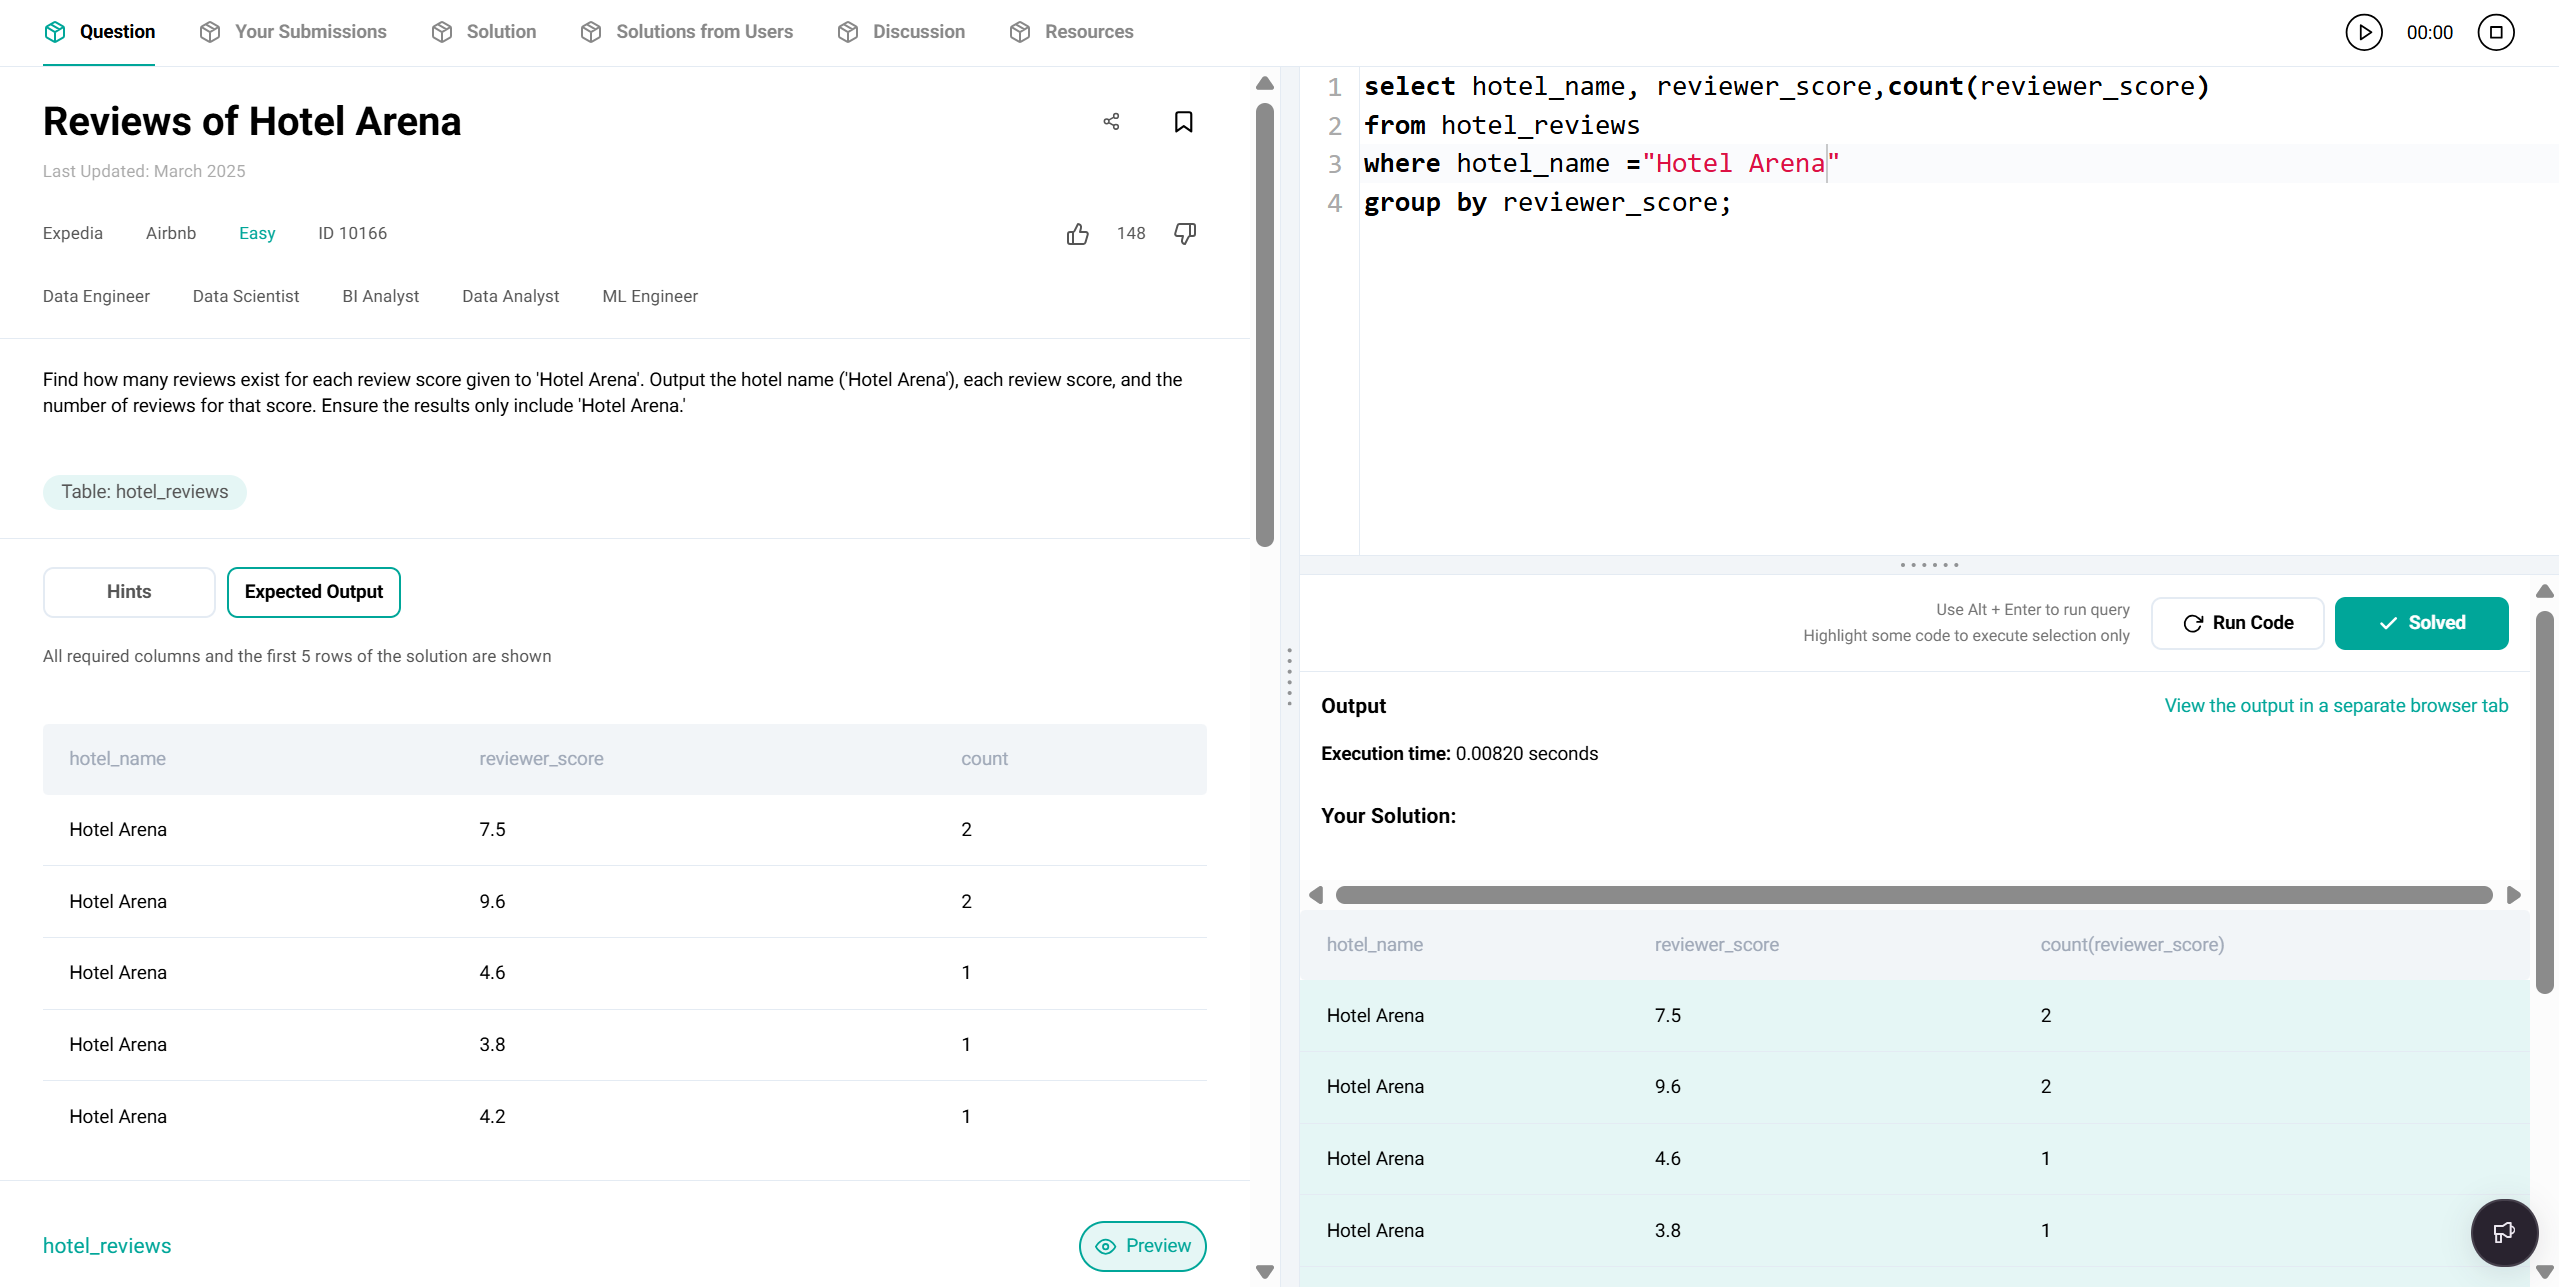 Question Your Submissions Solution Solutions from Users Discussion Resources 00:00
Reviews of Hotel Arena
Last Updated: March 2025
Expedia Airbnb Easy ID 10166 148
Data Engineer Data Scientist BI Analyst Data Analyst ML Engineer
Find how many reviews exist for each review score given to 'Hotel Arena'. Output the hotel name ('Hotel Arena'), each review score, and the
number of reviews for that score. Ensure the results only include 'Hotel Arena.'
Table: hotel_reviews
Hints Expected Output
All required columns and the first 5 rows of the solution are shown
hotel_name reviewer_score count
Hotel Arena 7.5 2
Hotel Arena 9.6 2
Hotel Arena 4.6 1
Hotel Arena 3.8 1
Hotel Arena 4.2 1
hotel_reviews Preview
1 select hotel_name, reviewer_score,count(reviewer_score)
2 from hotel_reviews
3 where hotel_name ="Hotel Arena"
4 group by reviewer_score;
Use Alt + Enter to run query
Highlight some code to execute selection only
Run Code Solved
Output View the output in a separate browser tab
Execution time: 0.00820 seconds
Your Solution:
hotel_name reviewer_score count(reviewer_score)
Hotel Arena 7.5 2
Hotel Arena 9.6 2
Hotel Arena 4.6 1
Hotel Arena 3.8 1